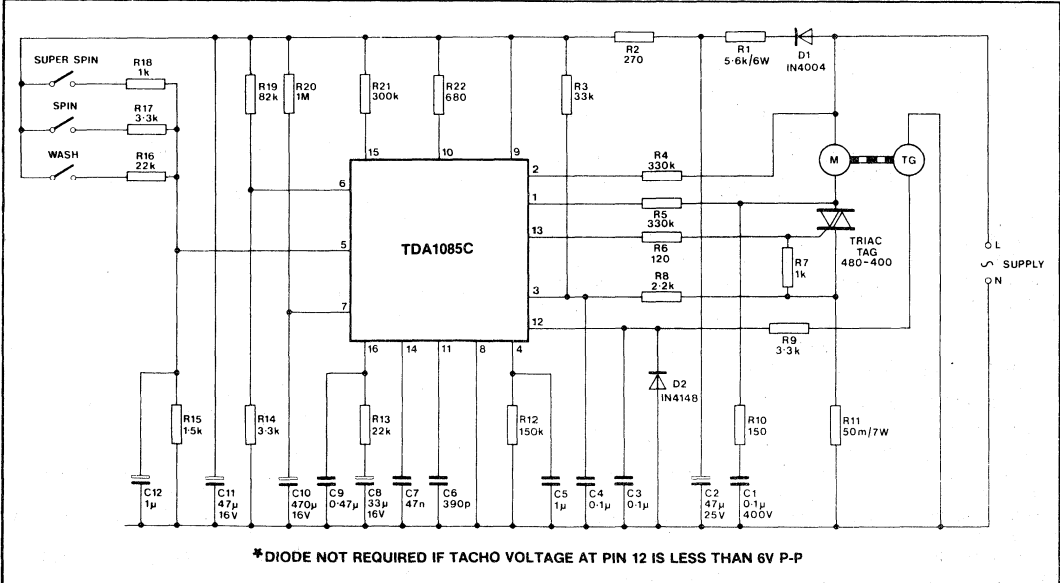 SUPER SPIN
R18
1k
SPIN
R17
3·3k
WASH
R16
22k
R19
82k
R20
1M
R21
300k
R22
680
R3
33k
R2
270
R1
5·6k/6W
D1
IN4004
15
10
9
6
5
7
2
1
13
3
12
16
14
11
8
4
TDA1085C
R4
330k
R5
330k
R6
120
R8
2.2k
R7
1k
M
TG
TRIAC
TAG
480-400
L
SUPPLY
N
R9
3·3k
D2
IN4148
R15
1·5k
R14
3.3k
R13
22k
R12
150k
R10
150
R11
50m/7W
C12
1µ
C11
47µ
16V
C10
470µ
16V
C9
0·47µ
C8
33µ
16V
C7
47n
C6
390p
C5
1µ
C4
0·1µ
C3
0·1µ
C2
47µ
25V
C1
0.1µ
400V
*DIODE NOT REQUIRED IF TACHO VOLTAGE AT PIN 12 IS LESS THAN 6V P-P